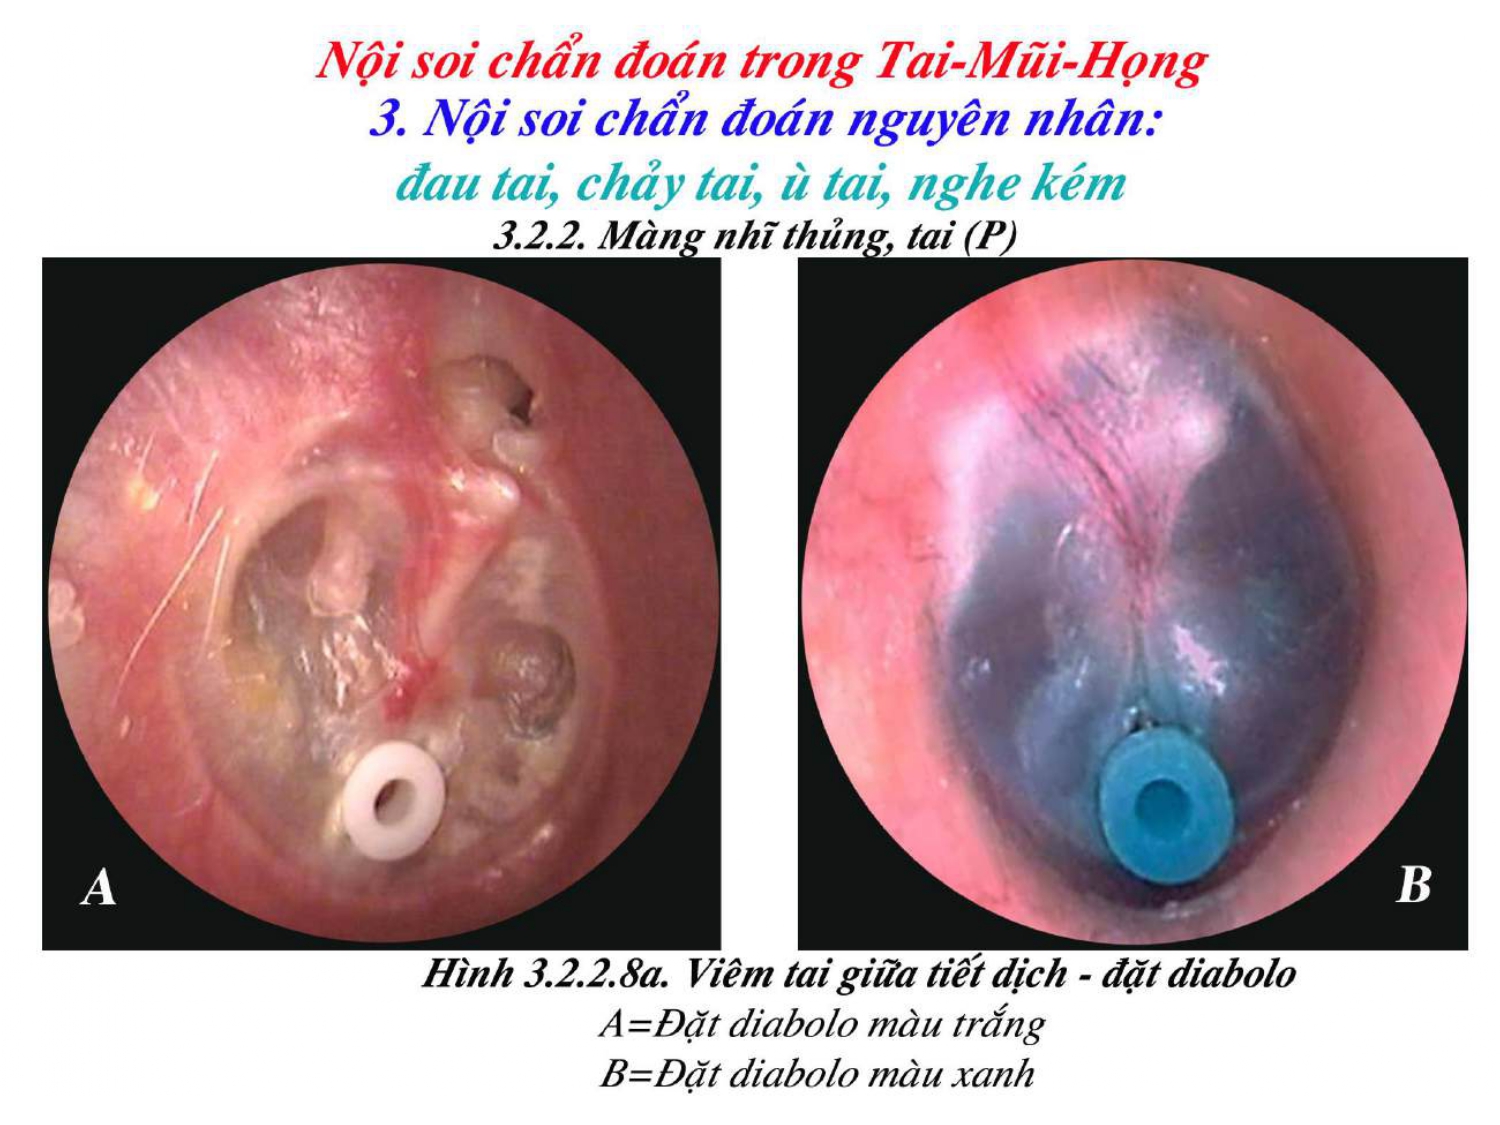 Nội soi chẩn đoán trong Tai-Mũi-Họng
3. Nội soi chẩn đoán nguyên nhân:
đau tai, chảy tai, ù tai, nghe kém
3.2.2. Màng nhĩ thủng, tai (P)
A
B
Hình 3.2.2.8a. Viêm tai giữa tiết dịch - đặt diabolo
A=Đặt diabolo màu trắng
B=Đặt diabolo màu xanh